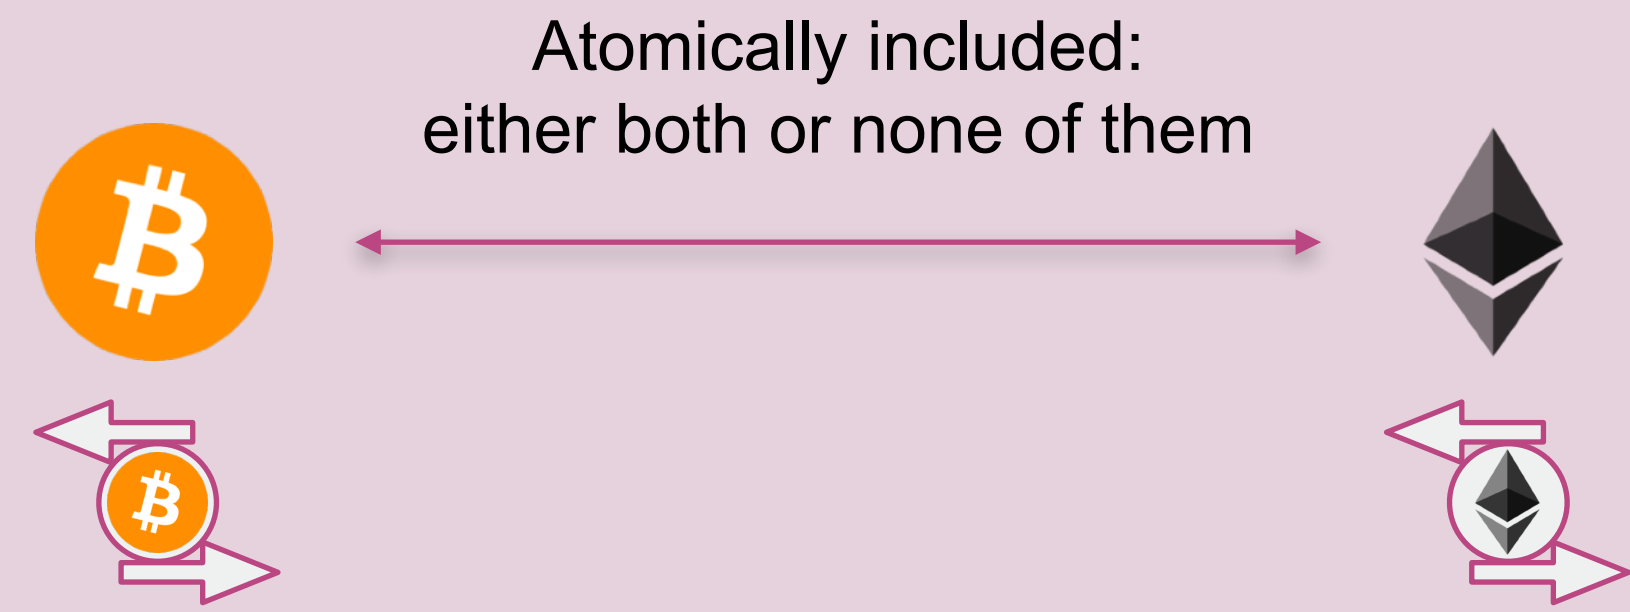 Atomically included:
either both or none of them